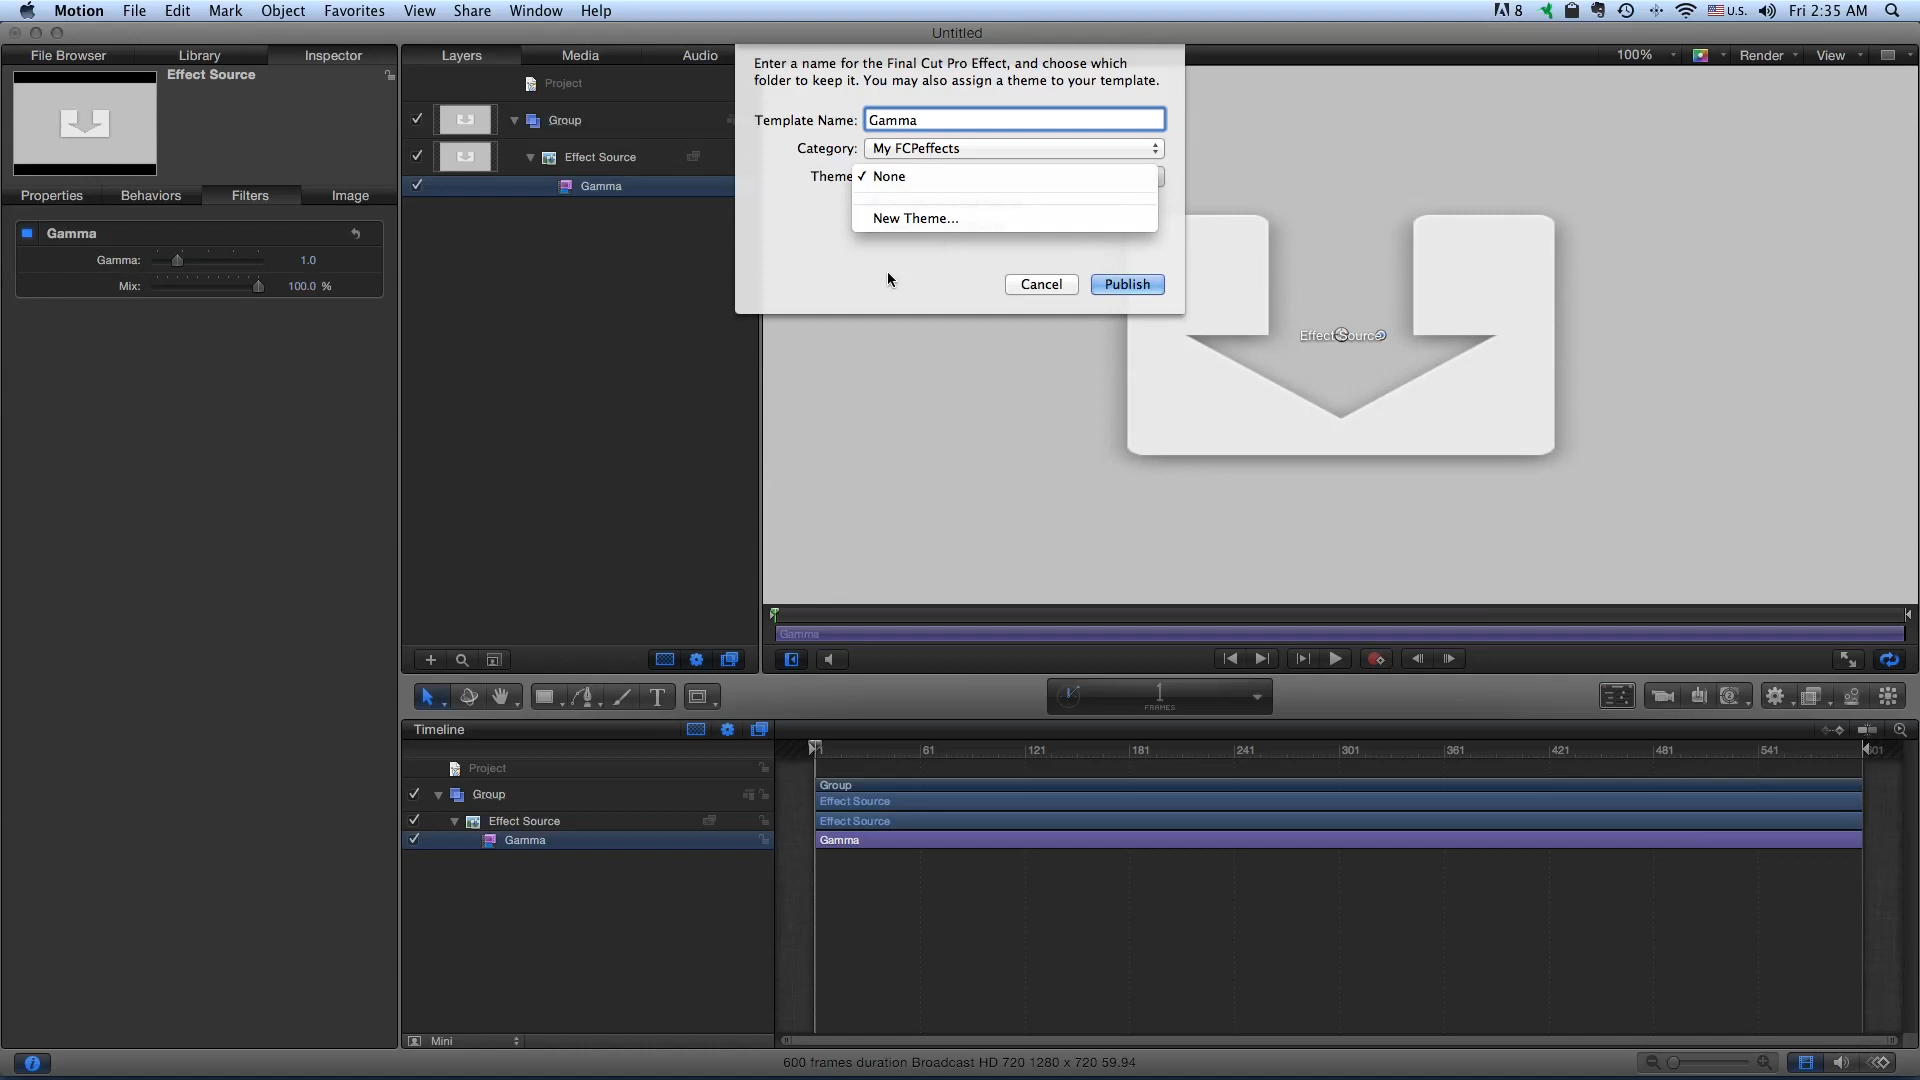 Motion File Edit Mark Object Favorites View Share Window Help
8 U.S. Fri 2:35 AM
Untitled
File Browser Library Inspector
Effect Source
Properties Behaviors Filters Image
Gamma
Gamma: 1.0
Mix: 100.0 %
Layers Media Audio
Project
Group
Effect Source
Gamma
Enter a name for the Final Cut Pro Effect, and choose which
folder to keep it. You may also assign a theme to your template.
Template Name: Gamma
Category: My FCPeffects
Theme
✓ None
New Theme...
Cancel Publish
100% Render View
Effect Source
Gamma
1
FRAMES
Timeline
1 61 121 181 241 301 361 421 481 541 601
Project
Group
Effect Source
Gamma
Group
Effect Source
Effect Source
Gamma
Mini
600 frames duration Broadcast HD 720 1280 x 720 59.94